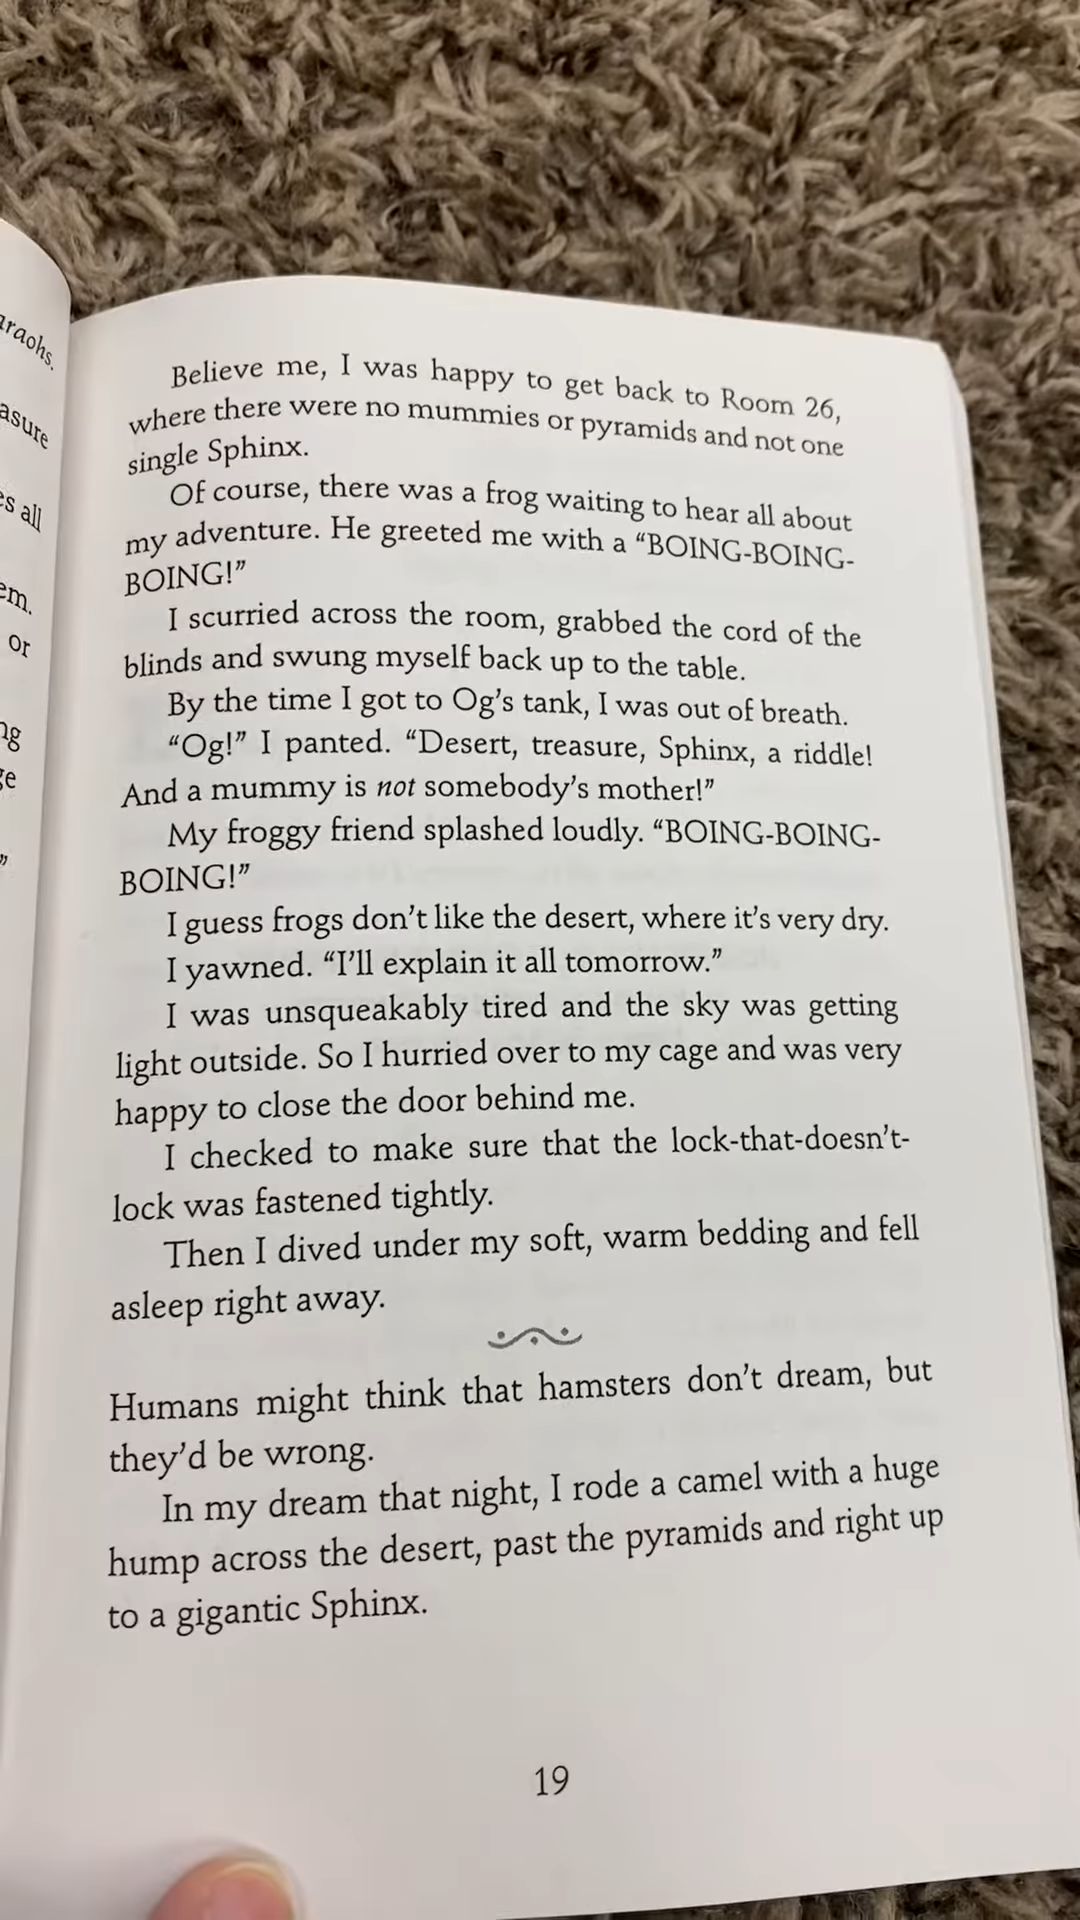 araohs.
asure
es all
em.
or
ng
ge
”
Believe me, I was happy to get back to Room 26,
where there were no mummies or pyramids and not one
single Sphinx.
Of course, there was a frog waiting to hear all about
my adventure. He greeted me with a “BOING-BOING-
BOING!”
I scurried across the room, grabbed the cord of the
blinds and swung myself back up to the table.
By the time I got to Og’s tank, I was out of breath.
“Og!” I panted. “Desert, treasure, Sphinx, a riddle!
And a mummy is not somebody’s mother!”
My froggy friend splashed loudly. “BOING-BOING-
BOING!”
I guess frogs don’t like the desert, where it’s very dry.
I yawned. “I’ll explain it all tomorrow.”
I was unsqueakably tired and the sky was getting
light outside. So I hurried over to my cage and was very
happy to close the door behind me.
I checked to make sure that the lock-that-doesn’t-
lock was fastened tightly.
Then I dived under my soft, warm bedding and fell
asleep right away.
Humans might think that hamsters don’t dream, but
they’d be wrong.
In my dream that night, I rode a camel with a huge
hump across the desert, past the pyramids and right up
to a gigantic Sphinx.
19